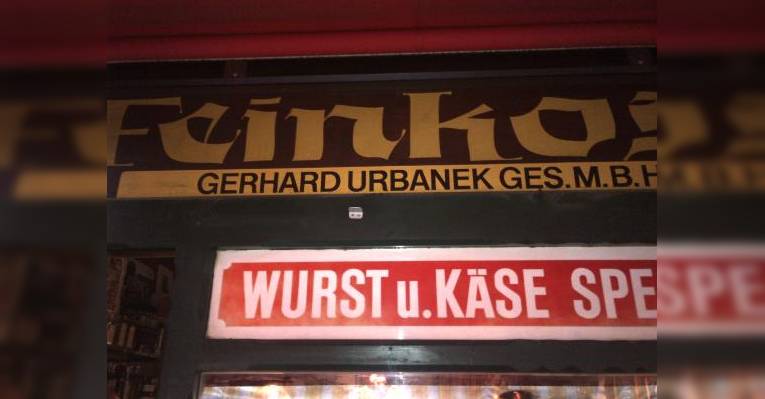 Feinkos
GERHARD URBANEK GES.M.B.H
WURST u. KÄSE SPE